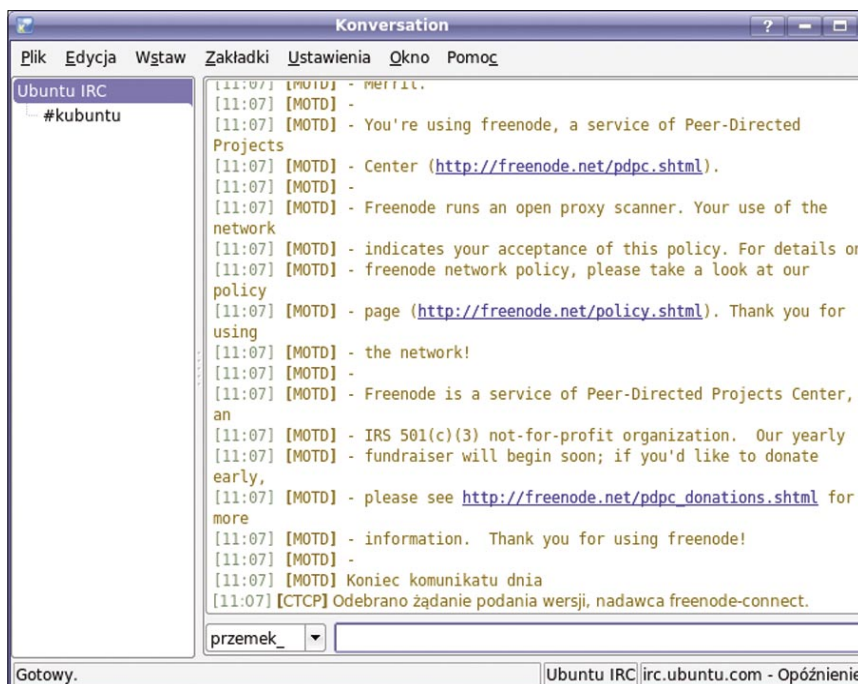 Konversation
?
Plik Edycja Wstaw Zakładki Ustawienia Okno Pomoc
Ubuntu IRC
#kubuntu
[11:07] [MOTD] - Merrit.
[11:07] [MOTD] -
[11:07] [MOTD] - You're using freenode, a service of Peer-Directed
Projects
[11:07] [MOTD] - Center (http://freenode.net/pdpc.shtml).
[11:07] [MOTD] -
[11:07] [MOTD] - Freenode runs an open proxy scanner. Your use of the
network
[11:07] [MOTD] - indicates your acceptance of this policy. For details on
[11:07] [MOTD] - freenode network policy, please take a look at our
policy
[11:07] [MOTD] - page (http://freenode.net/policy.shtml). Thank you for
using
[11:07] [MOTD] - the network!
[11:07] [MOTD] -
[11:07] [MOTD] - Freenode is a service of Peer-Directed Projects Center,
an
[11:07] [MOTD] - IRS 501(c)(3) not-for-profit organization.  Our yearly
[11:07] [MOTD] - fundraiser will begin soon; if you'd like to donate
early,
[11:07] [MOTD] - please see http://freenode.net/pdpc_donations.shtml for
more
[11:07] [MOTD] - information.  Thank you for using freenode!
[11:07] [MOTD] -
[11:07] [MOTD] Koniec komunikatu dnia
[11:07] [CTCP] Odebrano żądanie podania wersji, nadawca freenode-connect.
przemek_
Gotowy.
Ubuntu IRC
irc.ubuntu.com - Opóźnienie